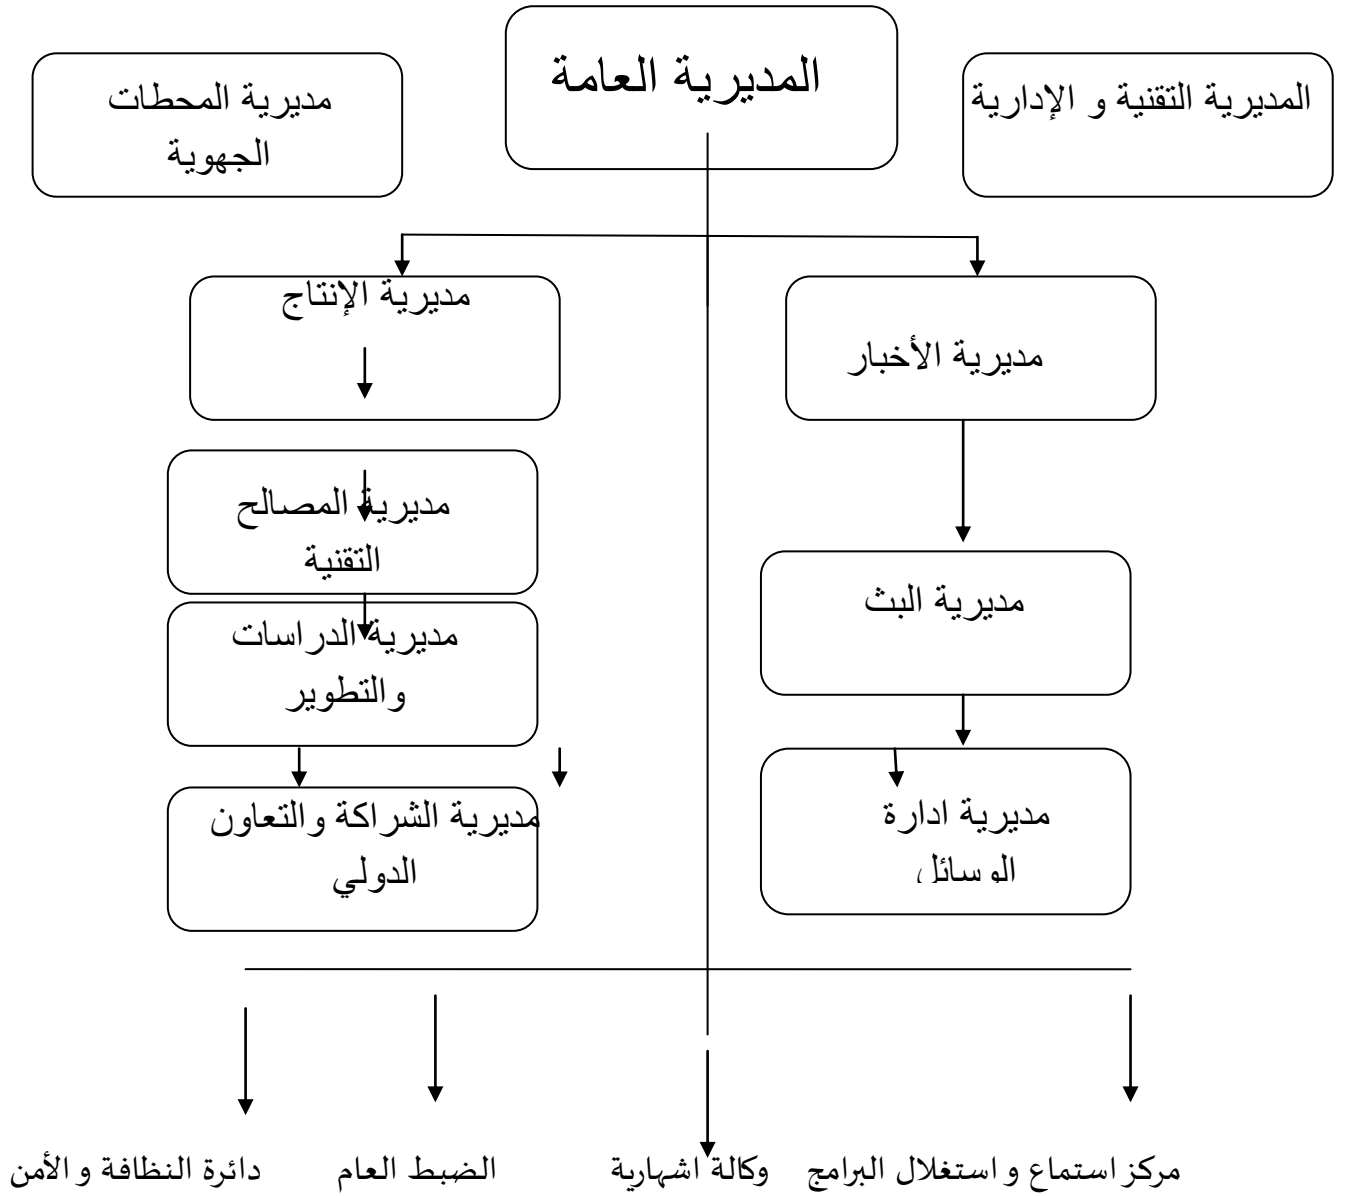 المديرية العامة
المديرية التقنية و الإدارية
مديرية المحطات
الجهوية
مديرية الأخبار
مديرية الإنتاج
مديرية المصالح
التقنية
مديرية البث
مديرية الدراسات
والتطوير
مديرية ادارة
الوسائل
مديرية الشراكة والتعاون
الدولي
مركز استماع و استغلال البرامج
وكالة اشهارية
الضبط العام
دائرة النظافة و الأمن